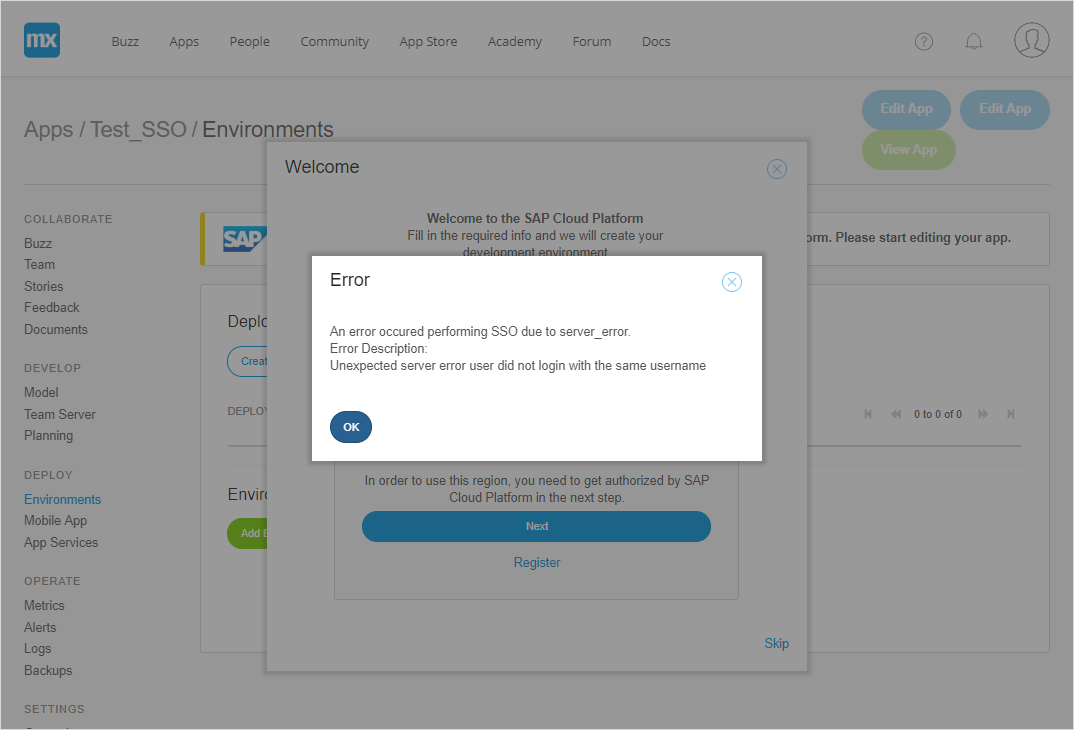 mx
Buzz Apps People Community App Store Academy Forum Docs
?
Apps / Test_SSO / Environments
Edit App
Edit App
View App
Welcome
Welcome to the SAP Cloud Platform
Fill in the required info and we will create your
development environment
COLLABORATE
Buzz
Team
Stories
Feedback
Documents
SAP
orm. Please start editing your app.
Error
An error occured performing SSO due to server_error.
Error Description:
Unexpected server error user did not login with the same username
OK
Deplo
Creat
DEPLOY
0 to 0 of 0
DEVELOP
Model
Team Server
Planning
DEPLOY
Environments
Mobile App
App Services
Enviro
Add E
In order to use this region, you need to get authorized by SAP
Cloud Platform in the next step.
Next
Register
Skip
OPERATE
Metrics
Alerts
Logs
Backups
SETTINGS